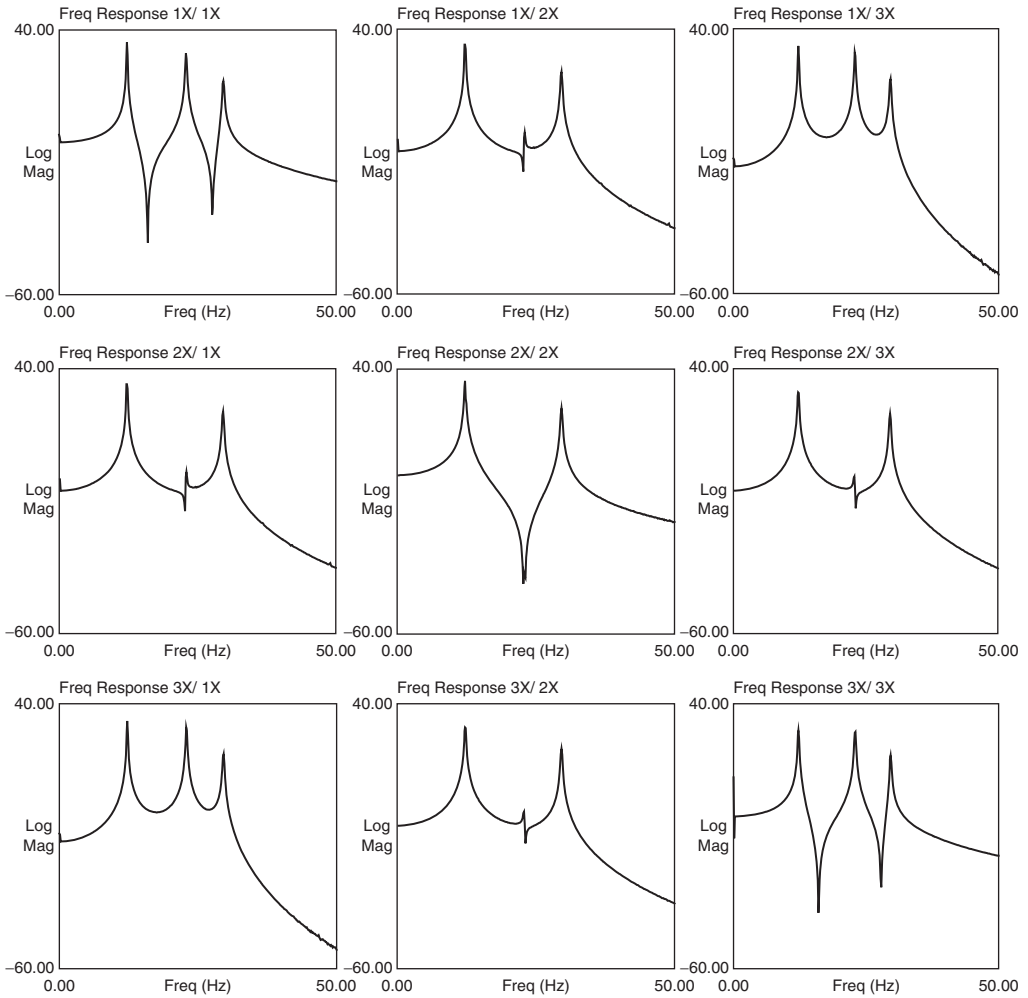 Freq Response 1X/ 1X
40.00
Log
Mag
−60.00
0.00
Freq (Hz)
50.00
Freq Response 1X/ 2X
40.00
Log
Mag
−60.00
0.00
Freq (Hz)
50.00
Freq Response 1X/ 3X
40.00
Log
Mag
−60.00
0.00
Freq (Hz)
50.00
Freq Response 2X/ 1X
40.00
Log
Mag
−60.00
0.00
Freq (Hz)
50.00
Freq Response 2X/ 2X
40.00
Log
Mag
−60.00
0.00
Freq (Hz)
50.00
Freq Response 2X/ 3X
40.00
Log
Mag
−60.00
0.00
Freq (Hz)
50.00
Freq Response 3X/ 1X
40.00
Log
Mag
−60.00
0.00
Freq (Hz)
50.00
Freq Response 3X/ 2X
40.00
Log
Mag
−60.00
0.00
Freq (Hz)
50.00
Freq Response 3X/ 3X
40.00
Log
Mag
−60.00
0.00
Freq (Hz)
50.00